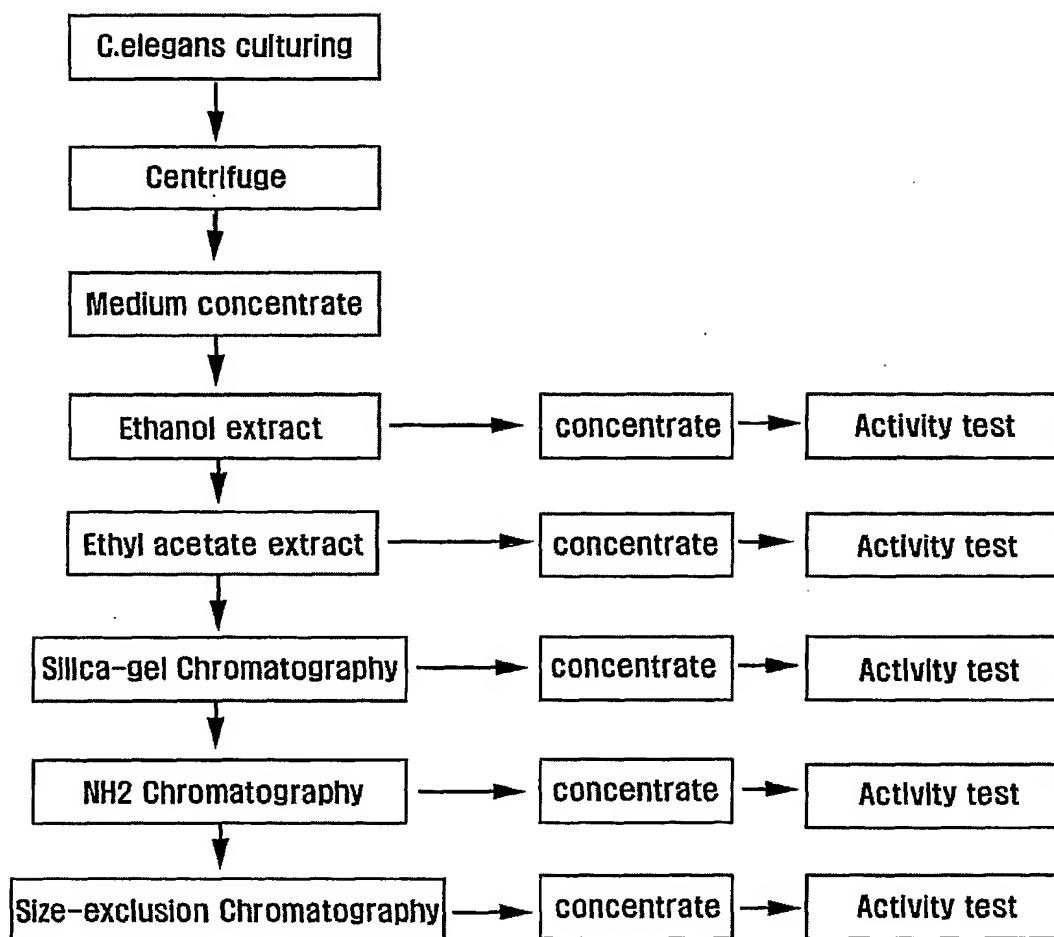 C.elegans culturing
Centrifuge
Medium concentrate
Ethanol extract
concentrate
Activity test
Ethyl acetate extract
concentrate
Activity test
Silica-gel Chromatography
concentrate
Activity test
NH2 Chromatography
concentrate
Activity test
Size-exclusion Chromatography
concentrate
Activity test